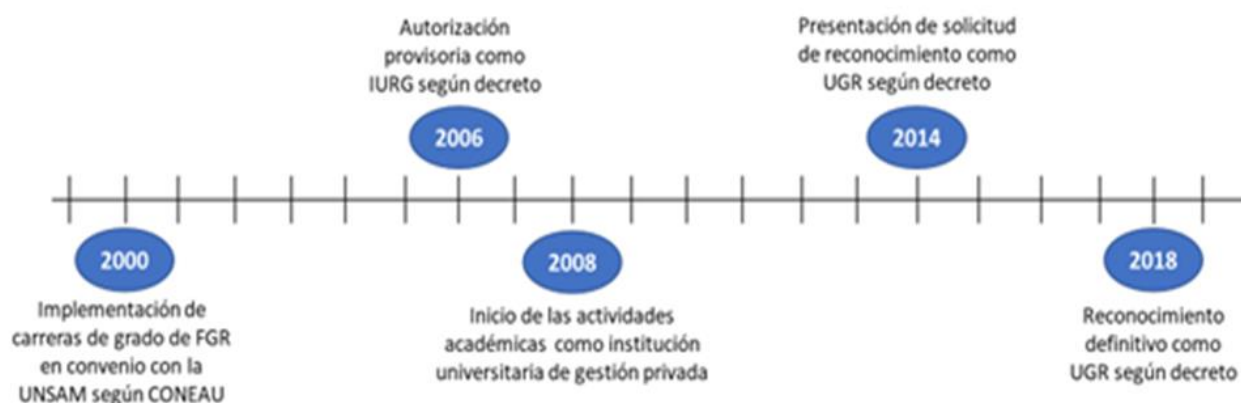 Autorización
provisoria como
IURG según decreto
2006
Presentación de solicitud
de reconocimiento como
UGR según decreto
2014
2000
Implementación de
carreras de grado de FGR
en convenio con la
UNSAM según CONEAU
2008
Inicio de las actividades
académicas como institución
universitaria de gestión privada
2018
Reconocimiento
definitivo como
UGR según decreto